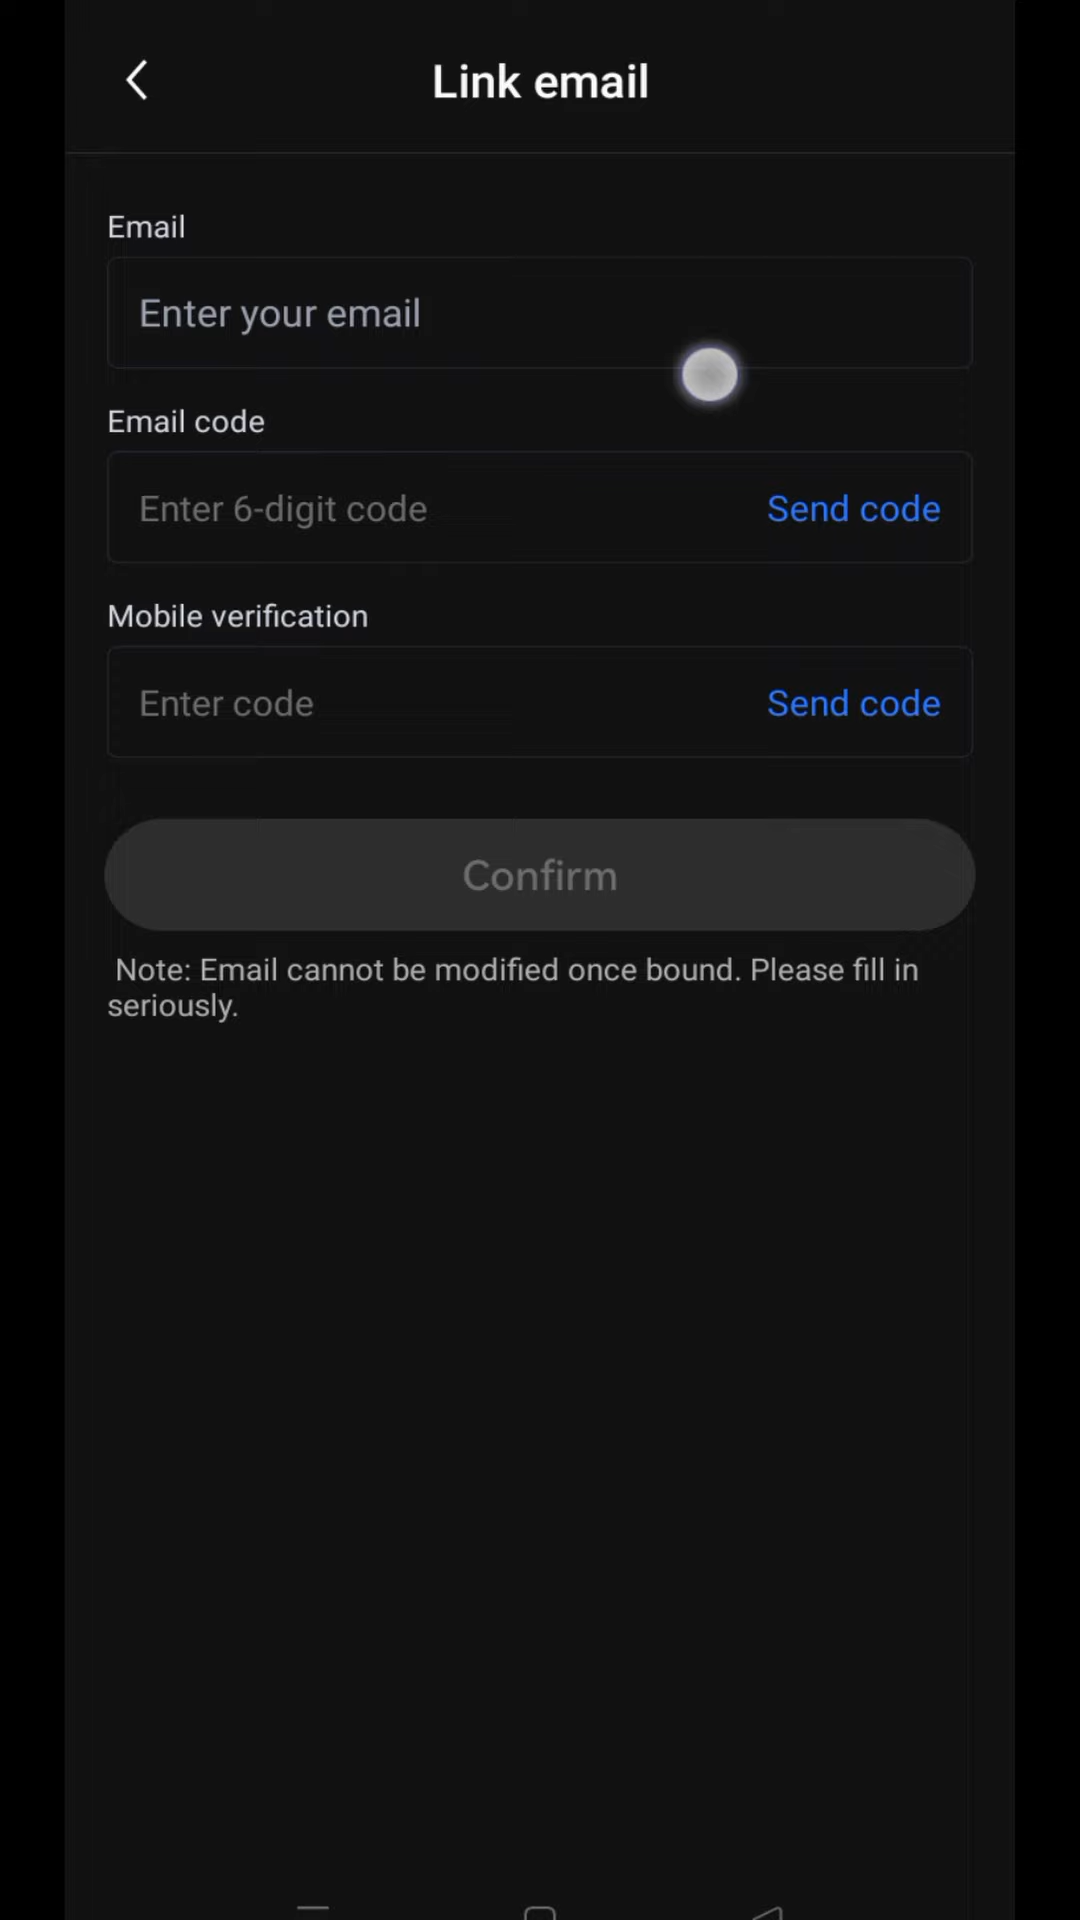 Link email
Email
Enter your email
Email code
Enter 6-digit code Send code
Mobile verification
Enter code Send code
Confirm
Note: Email cannot be modified once bound. Please fill in
seriously.